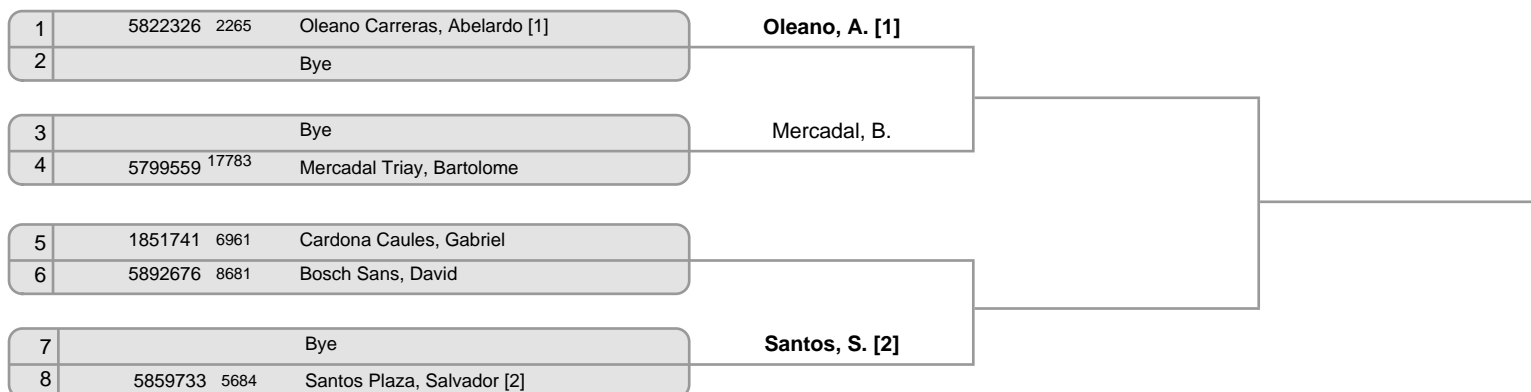 1 5822326 2265 Oleano Carreras, Abelardo [1] Oleano, A. [1]
2 Bye
3 Bye Mercadal, B.
4 5799559 17783 Mercadal Triay, Bartolome
5 1851741 6961 Cardona Caules, Gabriel
6 5892676 8681 Bosch Sans, David
7 Bye Santos, S. [2]
8 5859733 5684 Santos Plaza, Salvador [2]